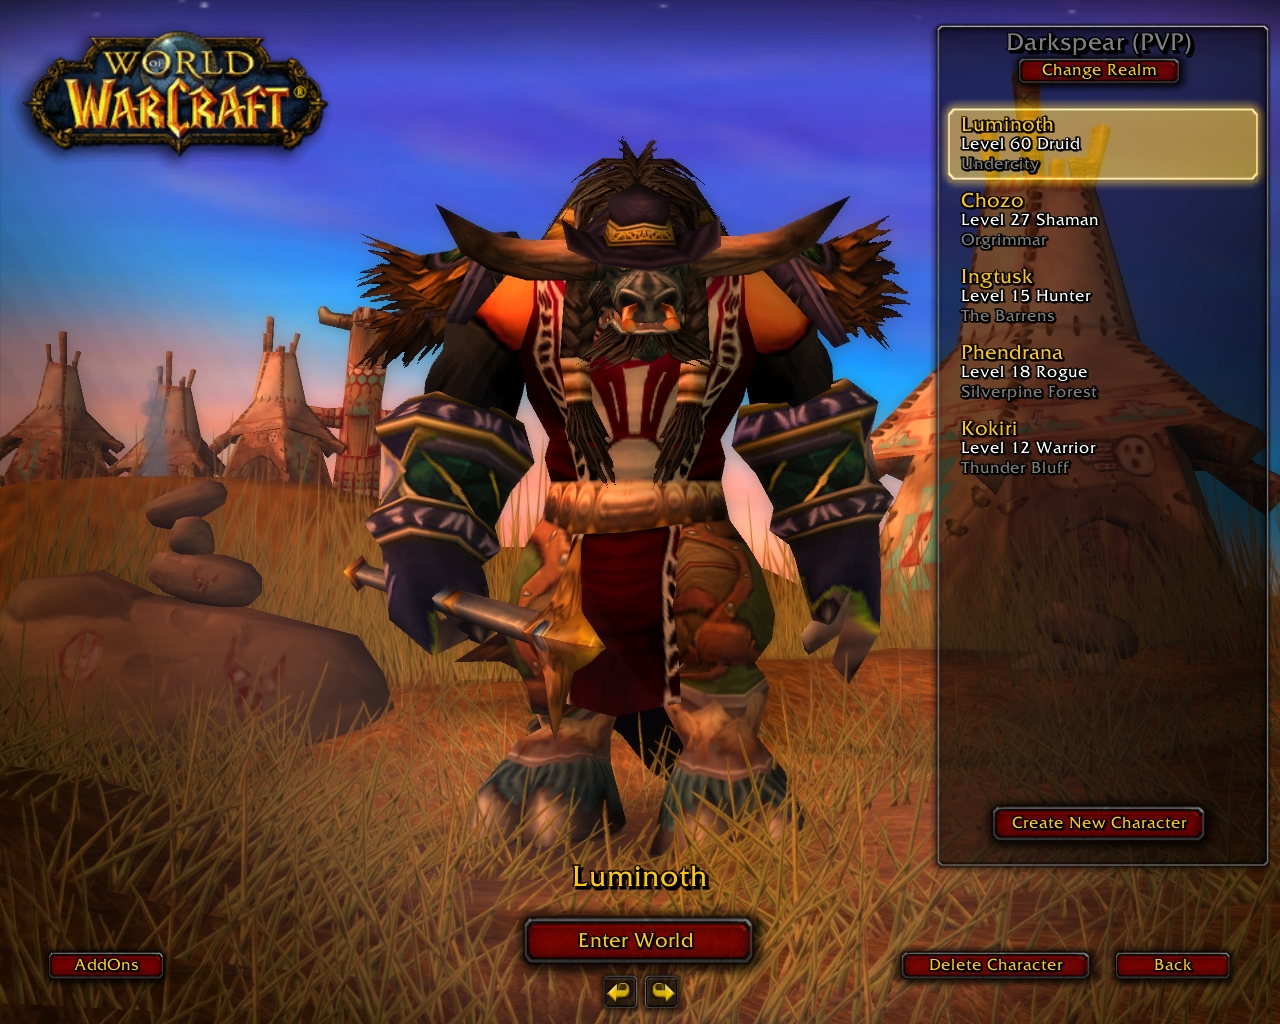 WORLD
OF
WARCRAFT®
Darkspear (PVP)
Change Realm
Luminoth
Level 60 Druid
Undercity
Chozo
Level 27 Shaman
Orgrimmar
Ingtusk
Level 15 Hunter
The Barrens
Phendrana
Level 18 Rogue
Silverpine Forest
Kokiri
Level 12 Warrior
Thunder Bluff
Create New Character
Luminoth
Enter World
AddOns
Delete Character
Back